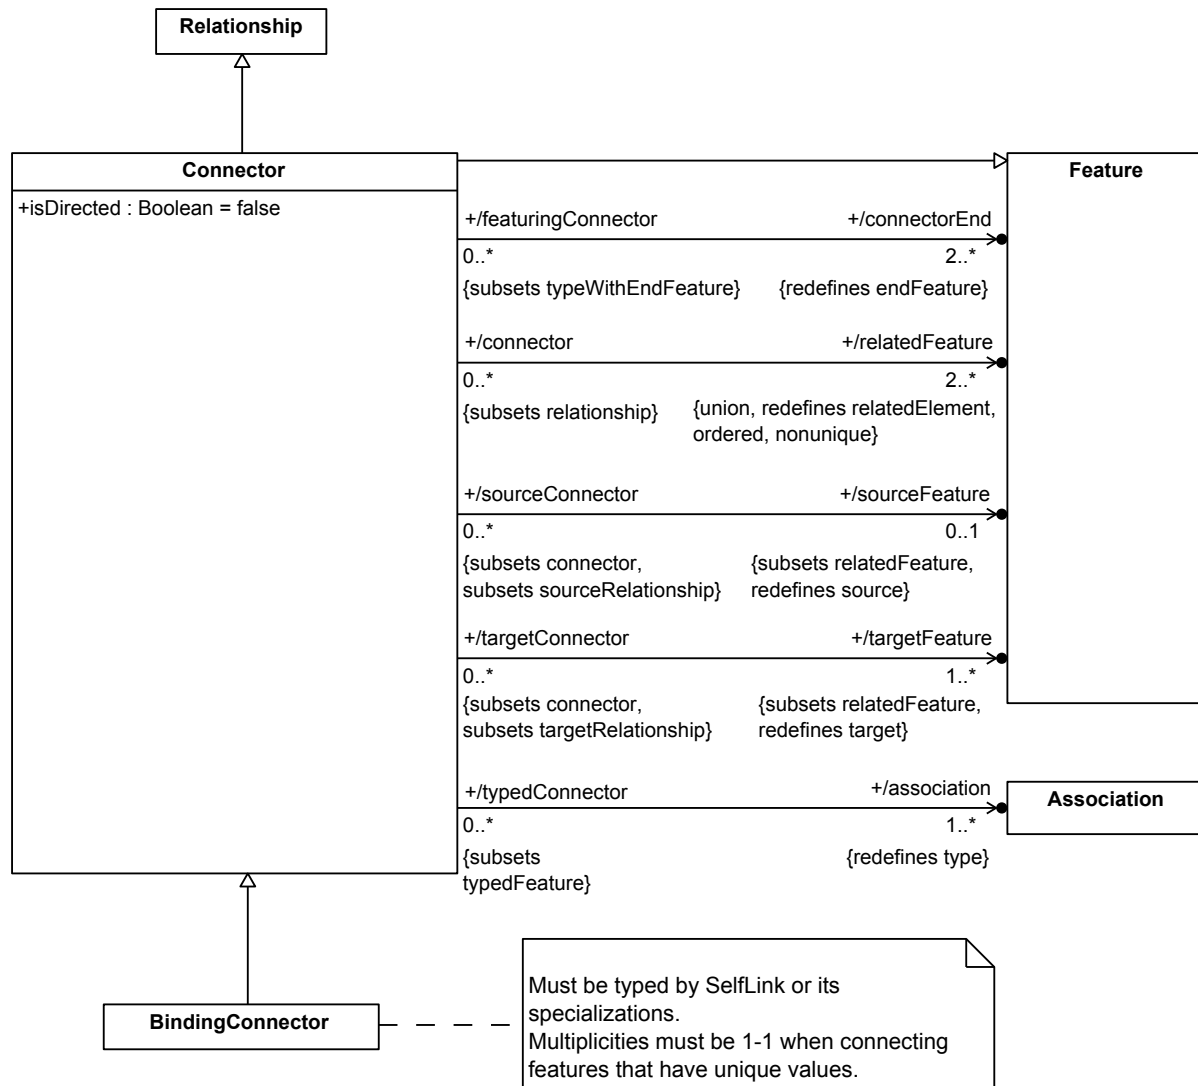 Relationship
Connector
Feature
+isDirected : Boolean = false
+/featuringConnector
+/connectorEnd
0..*
2..*
{subsets typeWithEndFeature}
{redefines endFeature}
+/connector
+/relatedFeature
0..*
2..*
{subsets relationship}
{union, redefines relatedElement,
ordered, nonunique}
+/sourceConnector
+/sourceFeature
0..*
0..1
{subsets connector,
subsets sourceRelationship}
{subsets relatedFeature,
redefines source}
+/targetConnector
+/targetFeature
0..*
1..*
{subsets connector,
subsets targetRelationship}
{subsets relatedFeature,
redefines target}
+/typedConnector
+/association
Association
0..*
1..*
{subsets
typedFeature}
{redefines type}
BindingConnector
Must be typed by SelfLink or its
specializations.
Multiplicities must be 1-1 when connecting
features that have unique values.